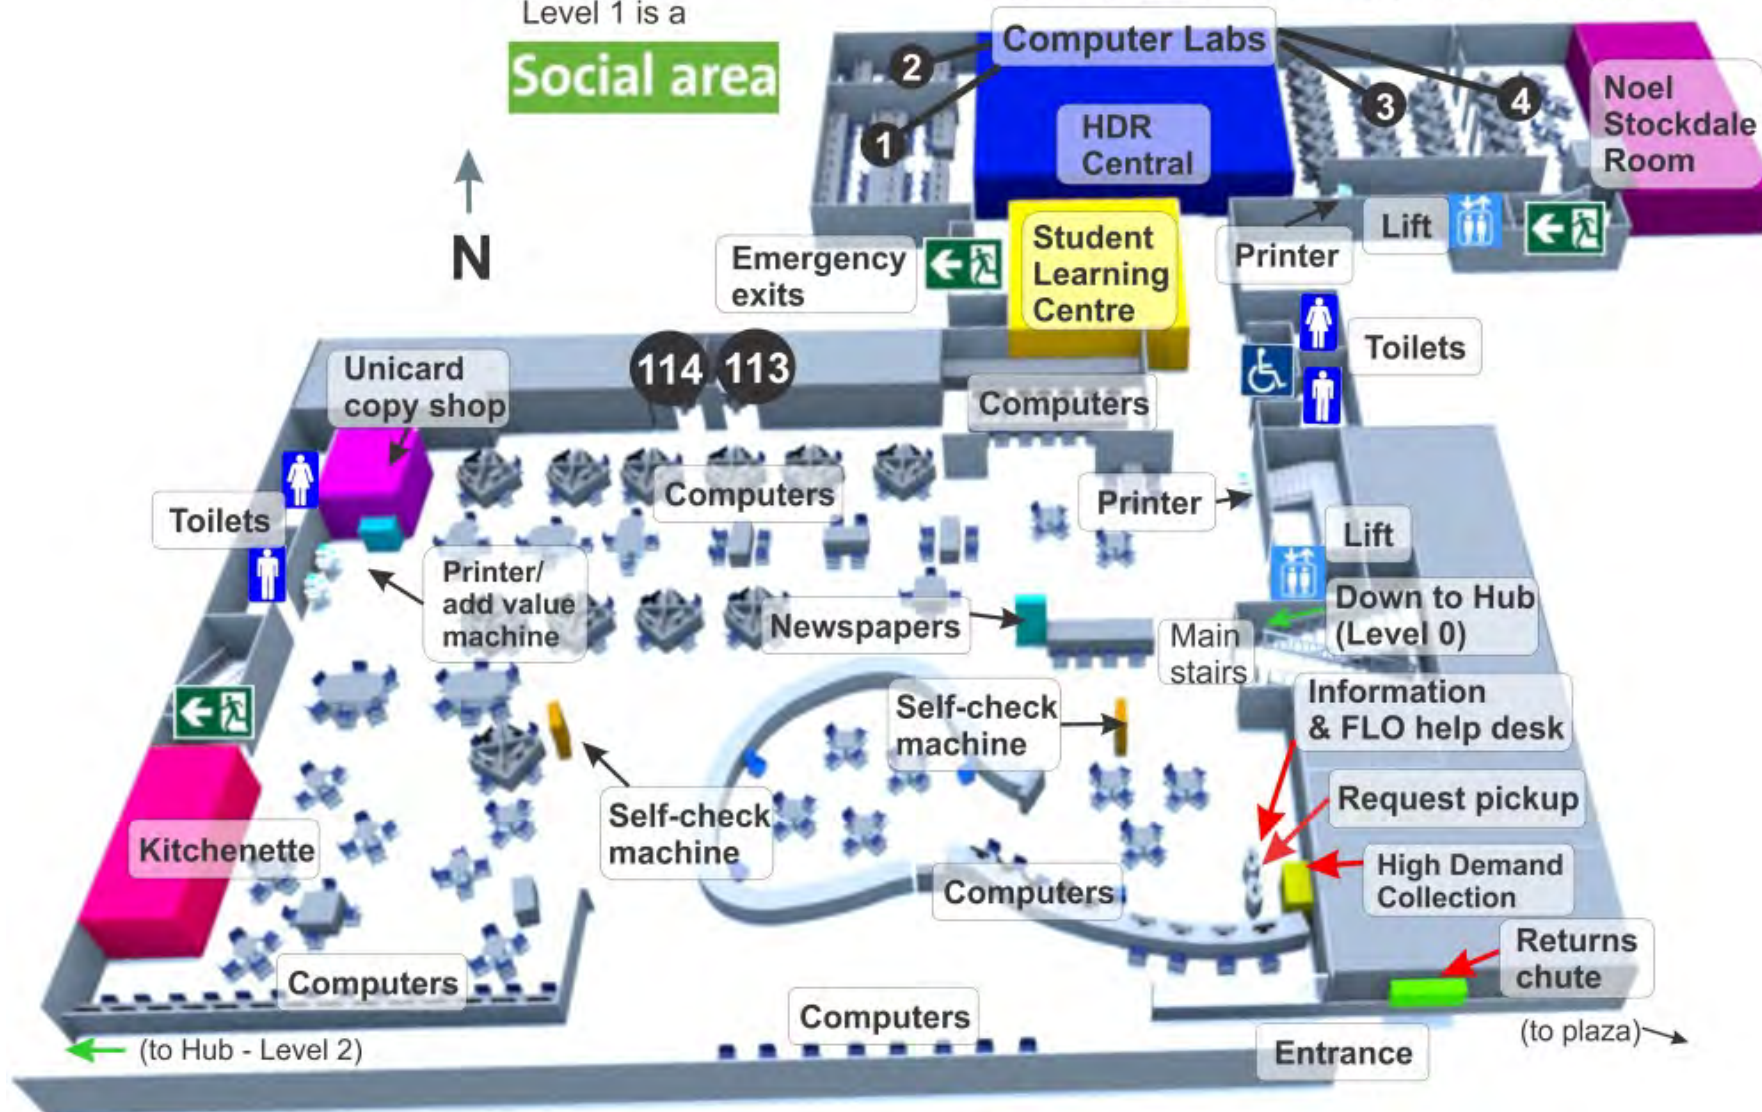 Level 1 is a
Social area
Computer Labs
2
1
3
4
HDR
Central
Noel
Stockdale
Room
N
Emergency
exits
Student
Learning
Centre
Printer
Lift
Toilets
114
113
Unicard
copy shop
Computers
Computers
Toilets
Printer
Lift
Printer/
add value
machine
Newspapers
Main
stairs
Down to Hub
(Level 0)
Information
& FLO help desk
Self-check
machine
Request pickup
Self-check
machine
Kitchenette
Computers
High Demand
Collection
Returns
chute
Computers
Computers
(to plaza)
(to Hub - Level 2)
Entrance